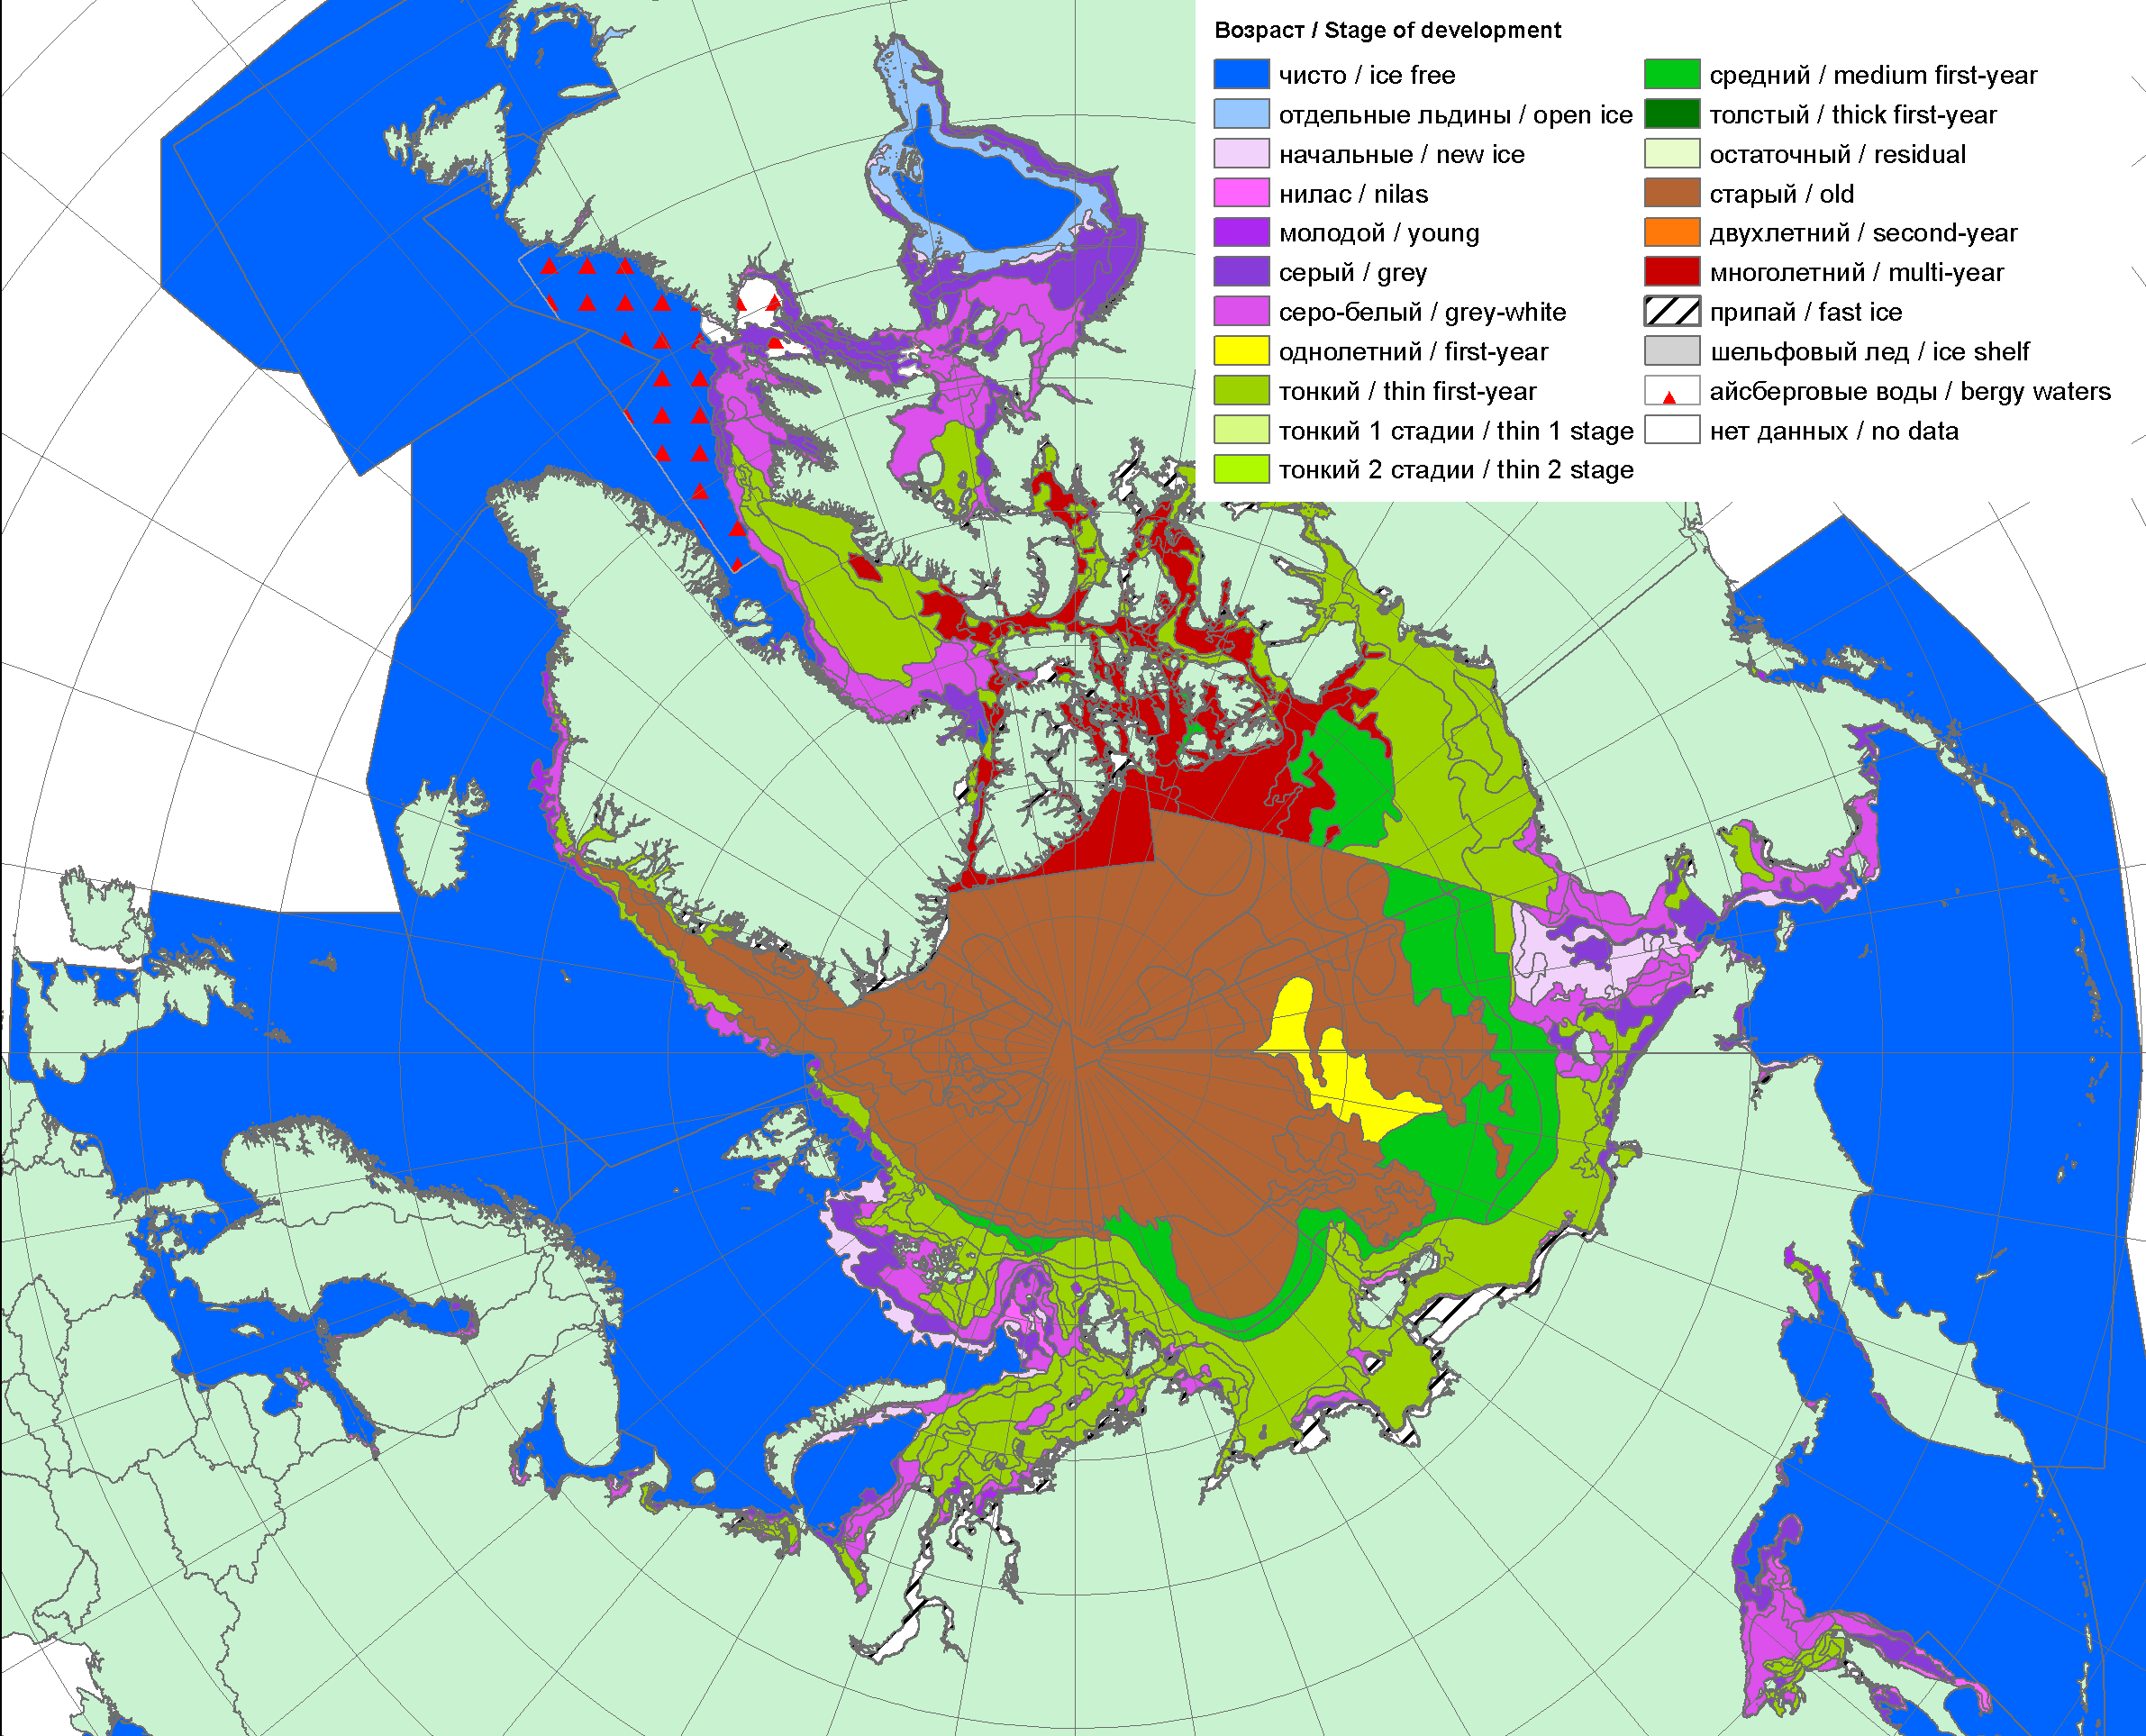 Возраст / Stage of development
чисто / ice free
отдельные льдины / open ice
начальные / new ice
нилас / nilas
молодой / young
серый / grey
серо-белый / grey-white
однолетний / first-year
тонкий / thin first-year
тонкий 1 стадии / thin 1 stage
тонкий 2 стадии / thin 2 stage
средний / medium first-year
толстый / thick first-year
остаточный / residual
старый / old
двухлетний / second-year
многолетний / multi-year
припай / fast ice
шельфовый лед / ice shelf
айсберговые воды / bergy waters
нет данных / no data